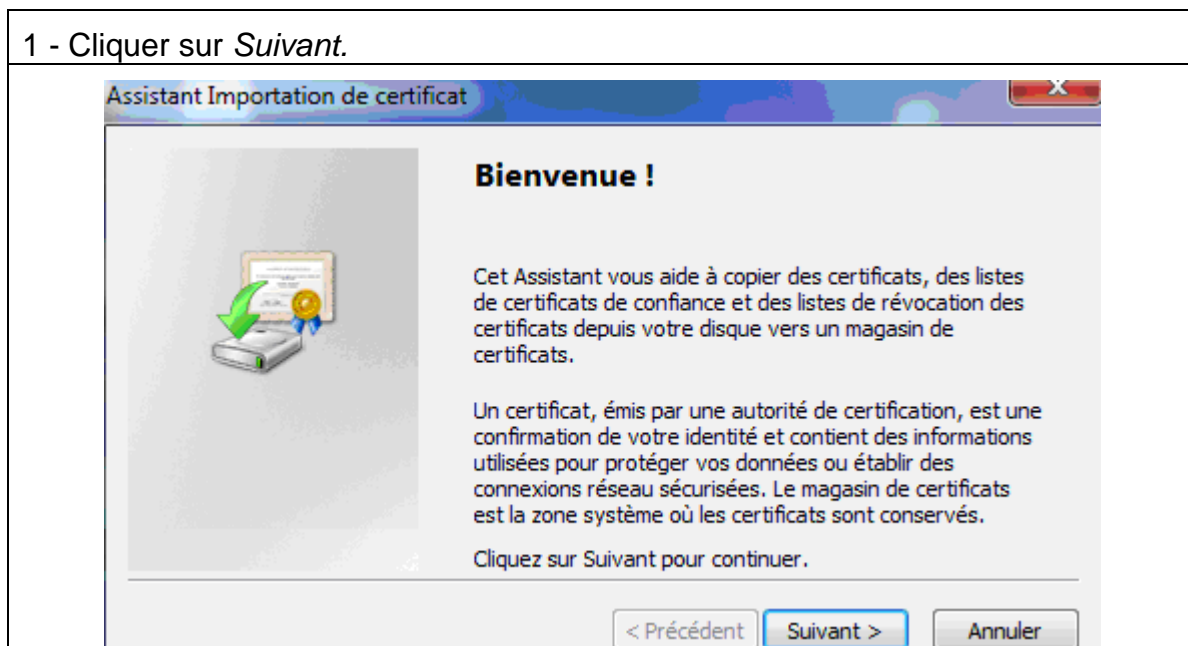 1 - Cliquer sur Suivant.
Assistant Importation de certificat
Bienvenue !
Cet Assistant vous aide à copier des certificats, des listes
de certificats de confiance et des listes de révocation des
certificats depuis votre disque vers un magasin de
certificats.
Un certificat, émis par une autorité de certification, est une
confirmation de votre identité et contient des informations
utilisées pour protéger vos données ou établir des
connexions réseau sécurisées. Le magasin de certificats
est la zone système où les certificats sont conservés.
Cliquez sur Suivant pour continuer.
< Précédent Suivant > Annuler